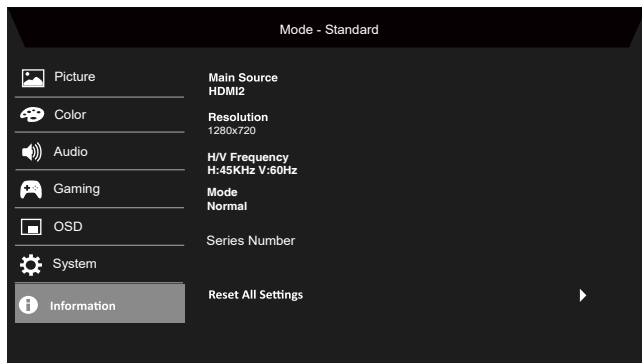 Mode - Standard
Picture
Color
Audio
Gaming
OSD
System
Information
Main Source
HDMI2
Resolution
1280x720
H/V Frequency
H:45KHz V:60Hz
Mode
Normal
Series Number
Reset All Settings